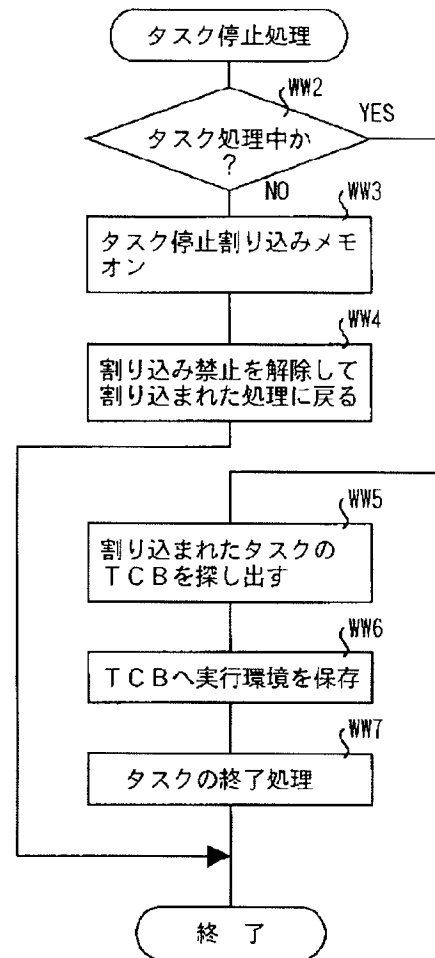 タスク停止処理
WW2
YES
タスク処理中か
?
NO
WW3
タスク停止割り込みメモ
オン
WW4
割り込み禁止を解除して
割り込まれた処理に戻る
WW5
割り込まれたタスクの
TCBを探し出す
WW6
TCBへ実行環境を保存
WW7
タスクの終了処理
終 了